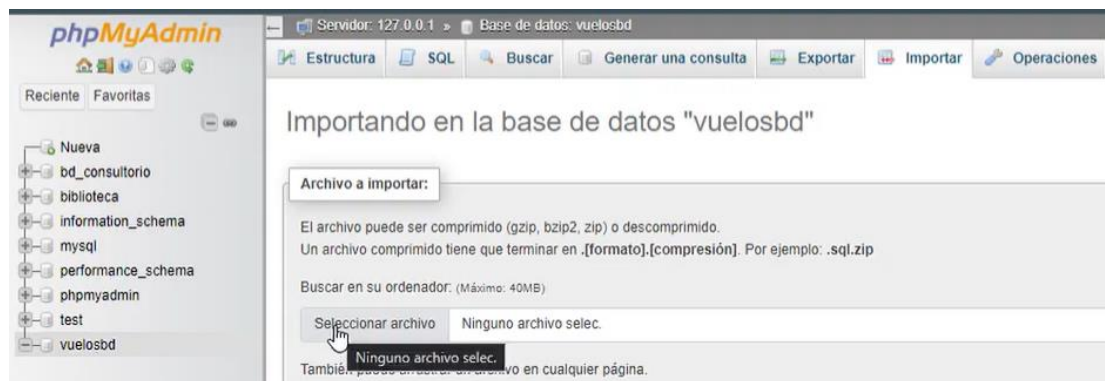 phpMyAdmin
Reciente Favoritas
Nueva
bd_consultorio
biblioteca
information_schema
mysql
performance_schema
phpmyadmin
test
vuelosbd
Servidor: 127.0.0.1 » Base de datos: vuelosbd
Estructura SQL Buscar Generar una consulta Exportar Importar Operaciones
Importando en la base de datos "vuelosbd"
Archivo a importar:
El archivo puede ser comprimido (gzip, bzip2, zip) o descomprimido.
Un archivo comprimido tiene que terminar en .[formato].[compresión]. Por ejemplo: .sql.zip
Buscar en su ordenador: (Máximo: 40MB)
Seleccionar archivo Ninguno archivo selec.
Ninguno archivo selec.
También en cualquier página.